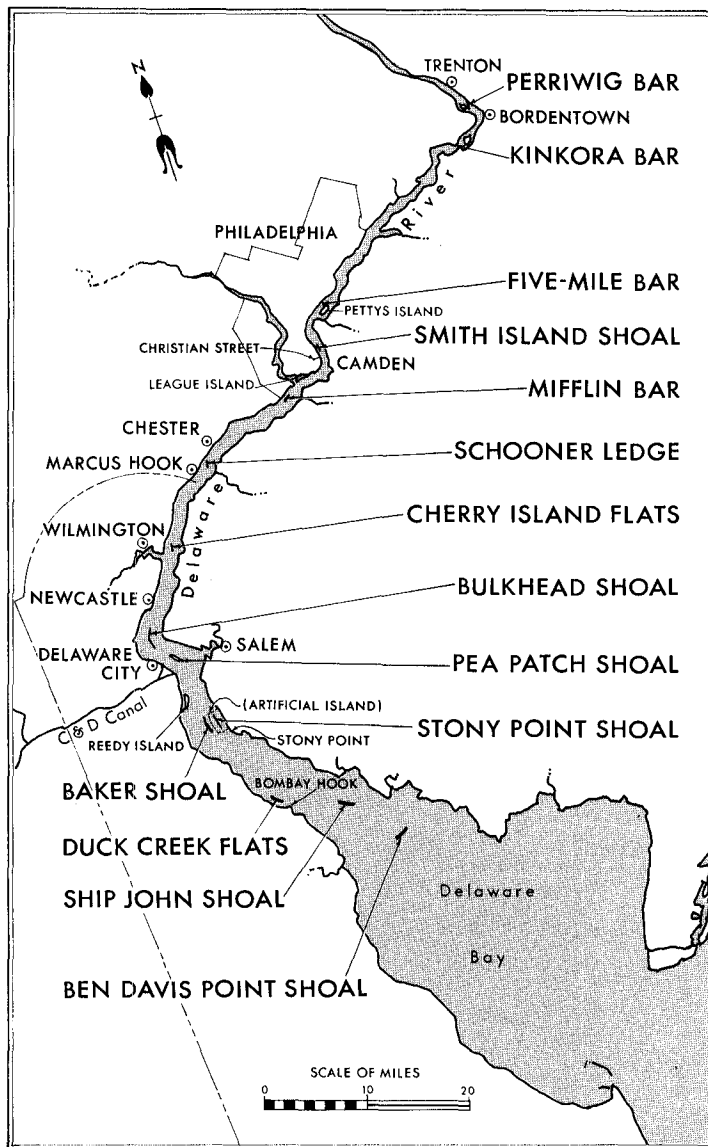 TRENTON
PERRIWIG BAR
BORDENTOWN
N
KINKORA BAR
River
PHILADELPHIA
FIVE-MILE BAR
PETTYS ISLAND
SMITH ISLAND SHOAL
CHRISTIAN STREET
CAMDEN
LEAGUE ISLAND
MIFFLIN BAR
CHESTER
MARCUS HOOK
SCHOONER LEDGE
Delaware
WILMINGTON
CHERRY ISLAND FLATS
NEWCASTLE
BULKHEAD SHOAL
SALEM
DELAWARE
CITY
PEA PATCH SHOAL
C & D Canal
(ARTIFICIAL ISLAND)
STONY POINT SHOAL
REEDY ISLAND
STONY POINT
BAKER SHOAL
BOMBAY HOOK
DUCK CREEK FLATS
SHIP JOHN SHOAL
Delaware
Bay
BEN DAVIS POINT SHOAL
SCALE OF MILES
0 10 20